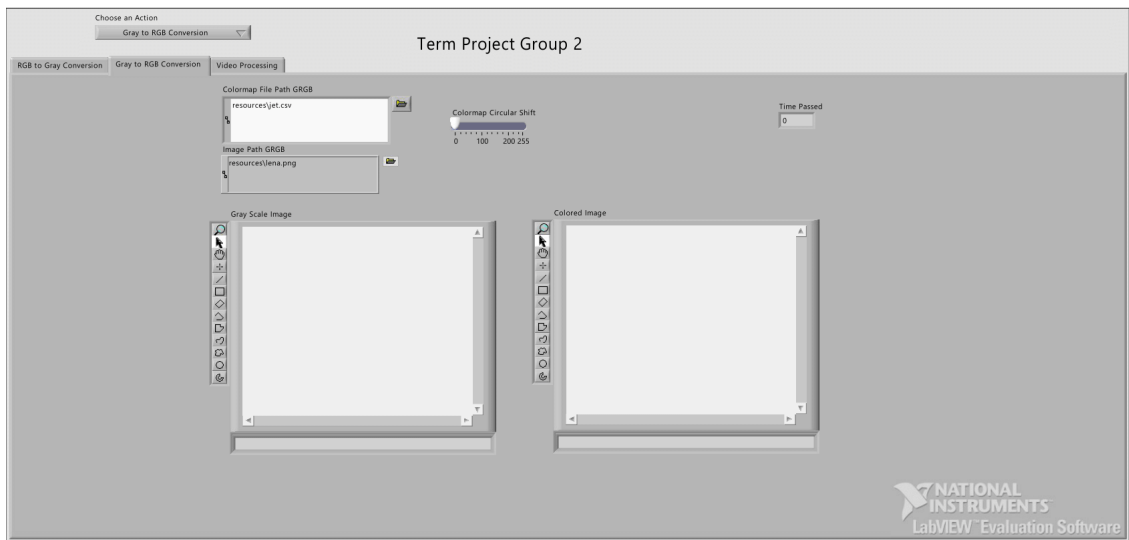 Choose an Action
Gray to RGB Conversion
Term Project Group 2
RGB to Gray Conversion
Gray to RGB Conversion
Video Processing
Colormap File Path GRGB
resources\jet.csv
Colormap Circular Shift
0 100 200 255
Time Passed
0
Image Path GRGB
resources\lena.png
Gray Scale Image
Colored Image
NATIONAL
INSTRUMENTS™
LabVIEW™ Evaluation Software